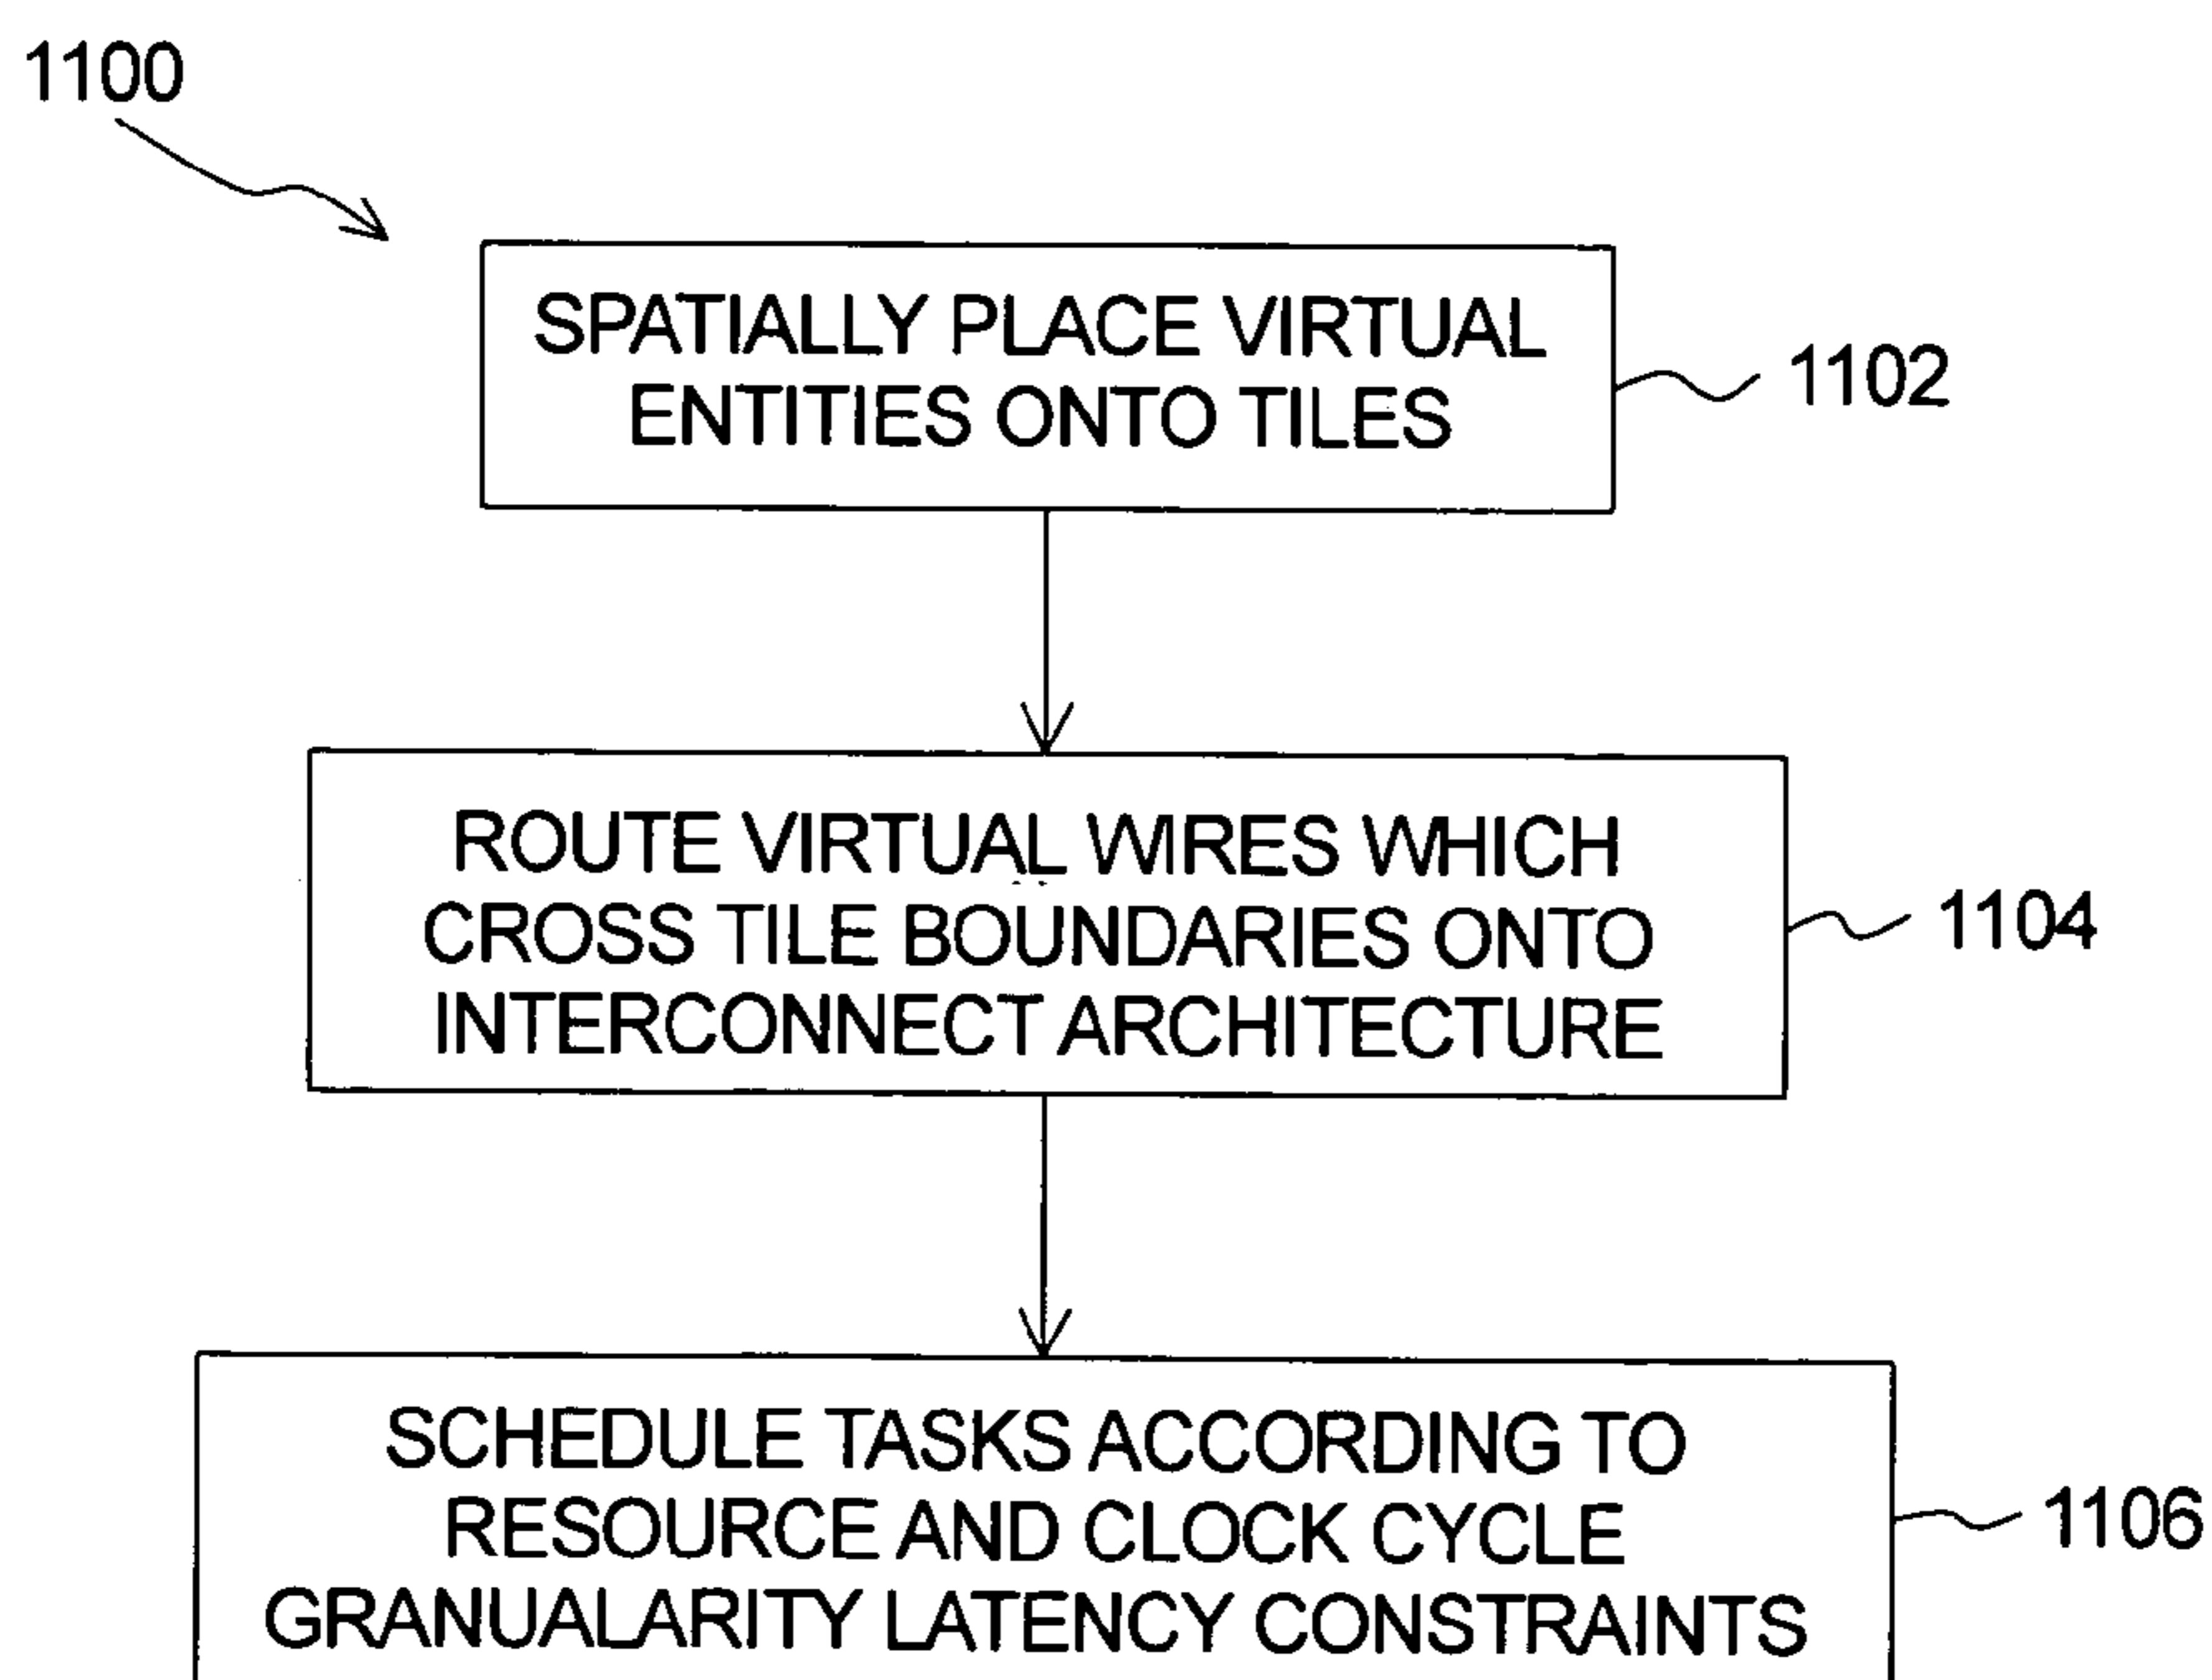 1100
SPATIALLY PLACE VIRTUAL
ENTITIES ONTO TILES
1102
ROUTE VIRTUAL WIRES WHICH
CROSS TILE BOUNDARIES ONTO
INTERCONNECT ARCHITECTURE
1104
SCHEDULE TASKS ACCORDING TO
RESOURCE AND CLOCK CYCLE
GRANUALARITY LATENCY CONSTRAINTS
1106